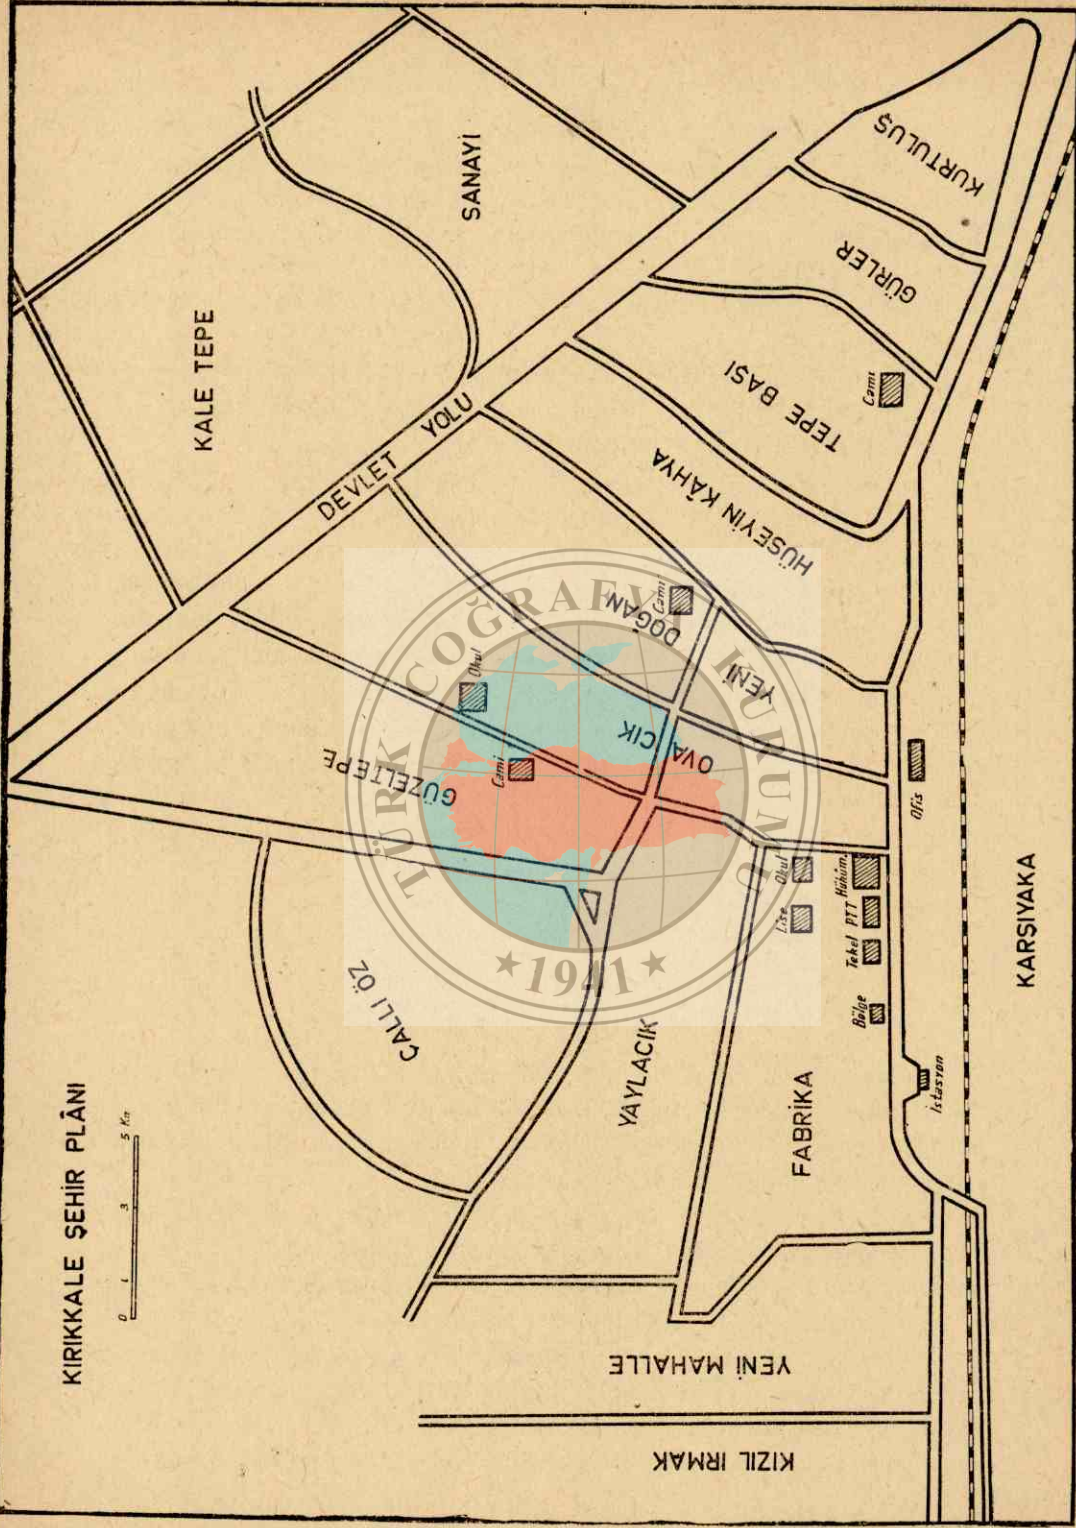 KIRIKKALE ŞEHİR PLÂNI
0 1 3 5 Km
KALE TEPE
SANAYİ
DEVLET YOLU
KURTULUŞ
GÜRLER
TEPE BAŞI
Cami
HÜSEYİN KÂHYA
DOĞAN
Cami
YENİ
OVACIK
Okul
Cami
GÜZELTEPE
ÇALLI ÖZ
YAYLACIK
Okul
Lise
Hüküm.
PTT
Tekel
Bölge
Ofis
İstasyon
FABRİKA
KARŞIYAKA
YENİ MAHALLE
KIZIL IRMAK
TÜRK COĞRAFYA KURUMU
1941